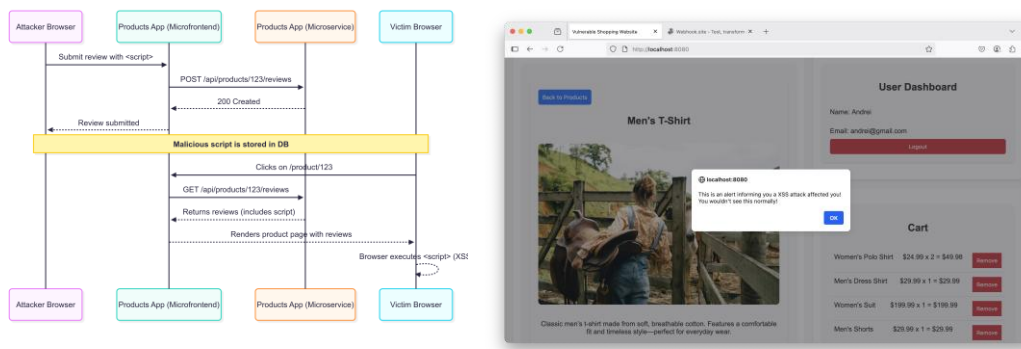 Attacker Browser
Products App (Microfrontend)
Products App (Microservice)
Victim Browser
Submit review with <script>
POST /api/products/123/reviews
200 Created
Review submitted
Malicious script is stored in DB
Clicks on /product/123
GET /api/products/123/reviews
Returns reviews (includes script)
Renders product page with reviews
Browser executes <script> (XSS
Attacker Browser
Products App (Microfrontend)
Products App (Microservice)
Victim Browser
Vulnerable Shopping Website
Webhook.site - Test, transform
http://localhost:8080
Back to Products
Men's T-Shirt
Classic men's t-shirt made from soft, breathable cotton. Features a comfortable
fit and timeless style—perfect for everyday wear.
localhost:8080
This is an alert informing you a XSS attack affected you!
You wouldn't see this normally!
OK
User Dashboard
Name: Andrei
Email: andrei@gmail.com
Logout
Cart
Women's Polo Shirt $24.99 x 2 = $49.98 Remove
Men's Dress Shirt $29.99 x 1 = $29.99 Remove
Women's Suit $199.99 x 1 = $199.99 Remove
Men's Shorts $29.99 x 1 = $29.99 Remove